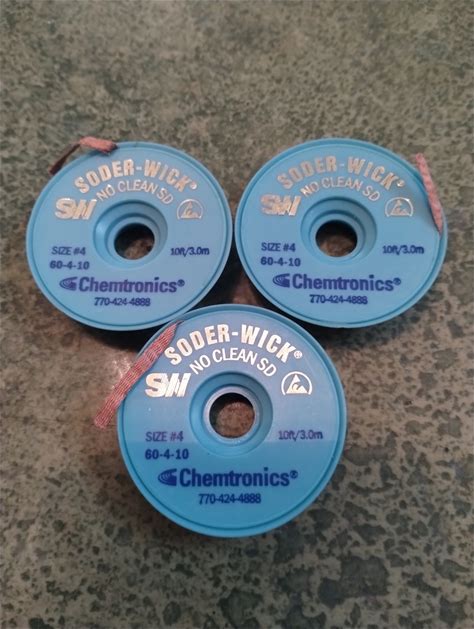 SODER-WICK®
NO CLEAN SD
SW
SIZE #4 10ft/3.0m
60-4-10
Chemtronics®
770-424-4888
SODER-WICK®
NO CLEAN SD
SW
SIZE #4 10ft/3.0m
60-4-10
Chemtronics®
770-424-4888
SODER-WICK®
NO CLEAN SD
SW
SIZE #4 10ft/3.0m
60-4-10
Chemtronics®
770-424-4888